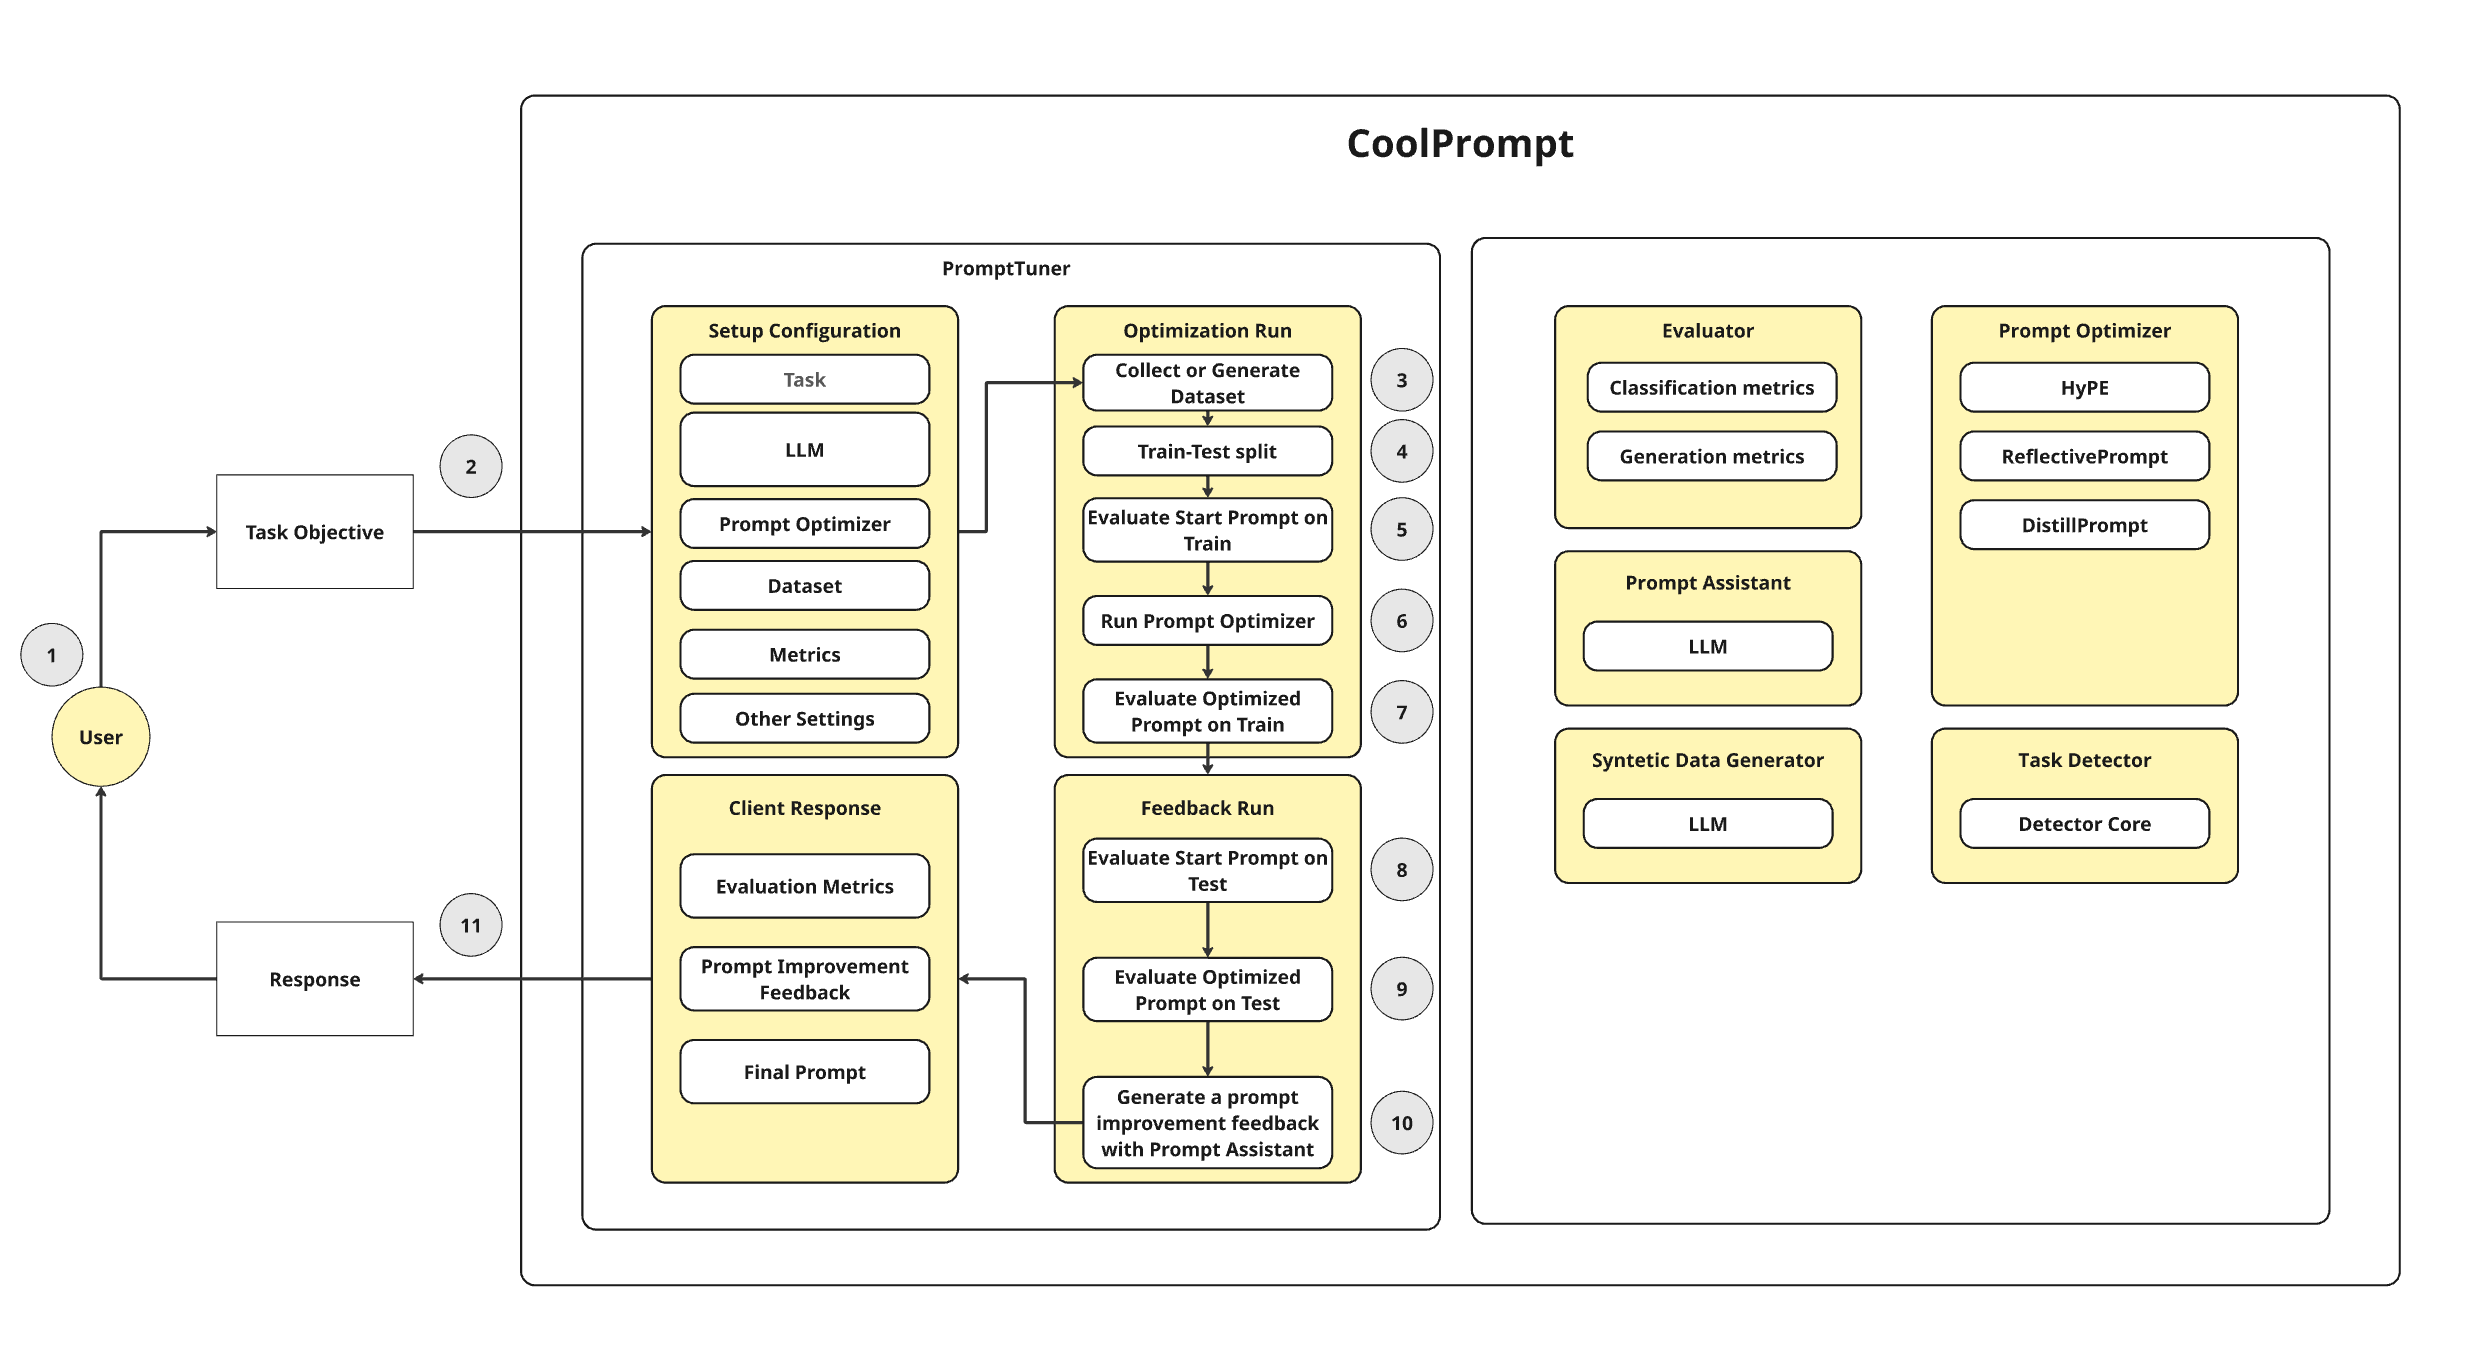 CoolPrompt
1
User
Task Objective
2
Response
11
PromptTuner
Setup Configuration
Task
LLM
Prompt Optimizer
Dataset
Metrics
Other Settings
Optimization Run
Collect or Generate
Dataset
3
Train-Test split
4
Evaluate Start Prompt on
Train
5
Run Prompt Optimizer
6
Evaluate Optimized
Prompt on Train
7
Feedback Run
Evaluate Start Prompt on
Test
8
Evaluate Optimized
Prompt on Test
9
Generate a prompt
improvement feedback
with Prompt Assistant
10
Client Response
Evaluation Metrics
Prompt Improvement
Feedback
Final Prompt
Evaluator
Classification metrics
Generation metrics
Prompt Optimizer
HyPE
ReflectivePrompt
DistillPrompt
Prompt Assistant
LLM
Syntetic Data Generator
LLM
Task Detector
Detector Core